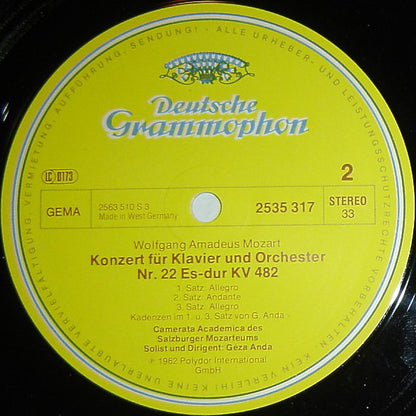 KEIN VERLEIH! KEINE UNERLAUBTE VERVIELFÄLTIGUNG, VERMIETUNG, AUFFÜHRUNG, SENDUNG! - ALLE URHEBER- UND LEISTUNGSSCHUTZRECHTE VORBEHALTEN
Deutsche
Grammophon
LC 0173
2
GEMA
2563 510 S 3
Made in West Germany
2535 317
STEREO
33
Wolfgang Amadeus Mozart
Konzert für Klavier und Orchester
Nr. 22 Es-dur KV 482
1. Satz: Allegro
2. Satz: Andante
3. Satz: Allegro
Kadenzen im 1. u. 3. Satz von G. Anda
Camerata Academica des
Salzburger Mozarteums
Solist und Dirigent: Géza Anda
℗ 1962 Polydor International
GmbH